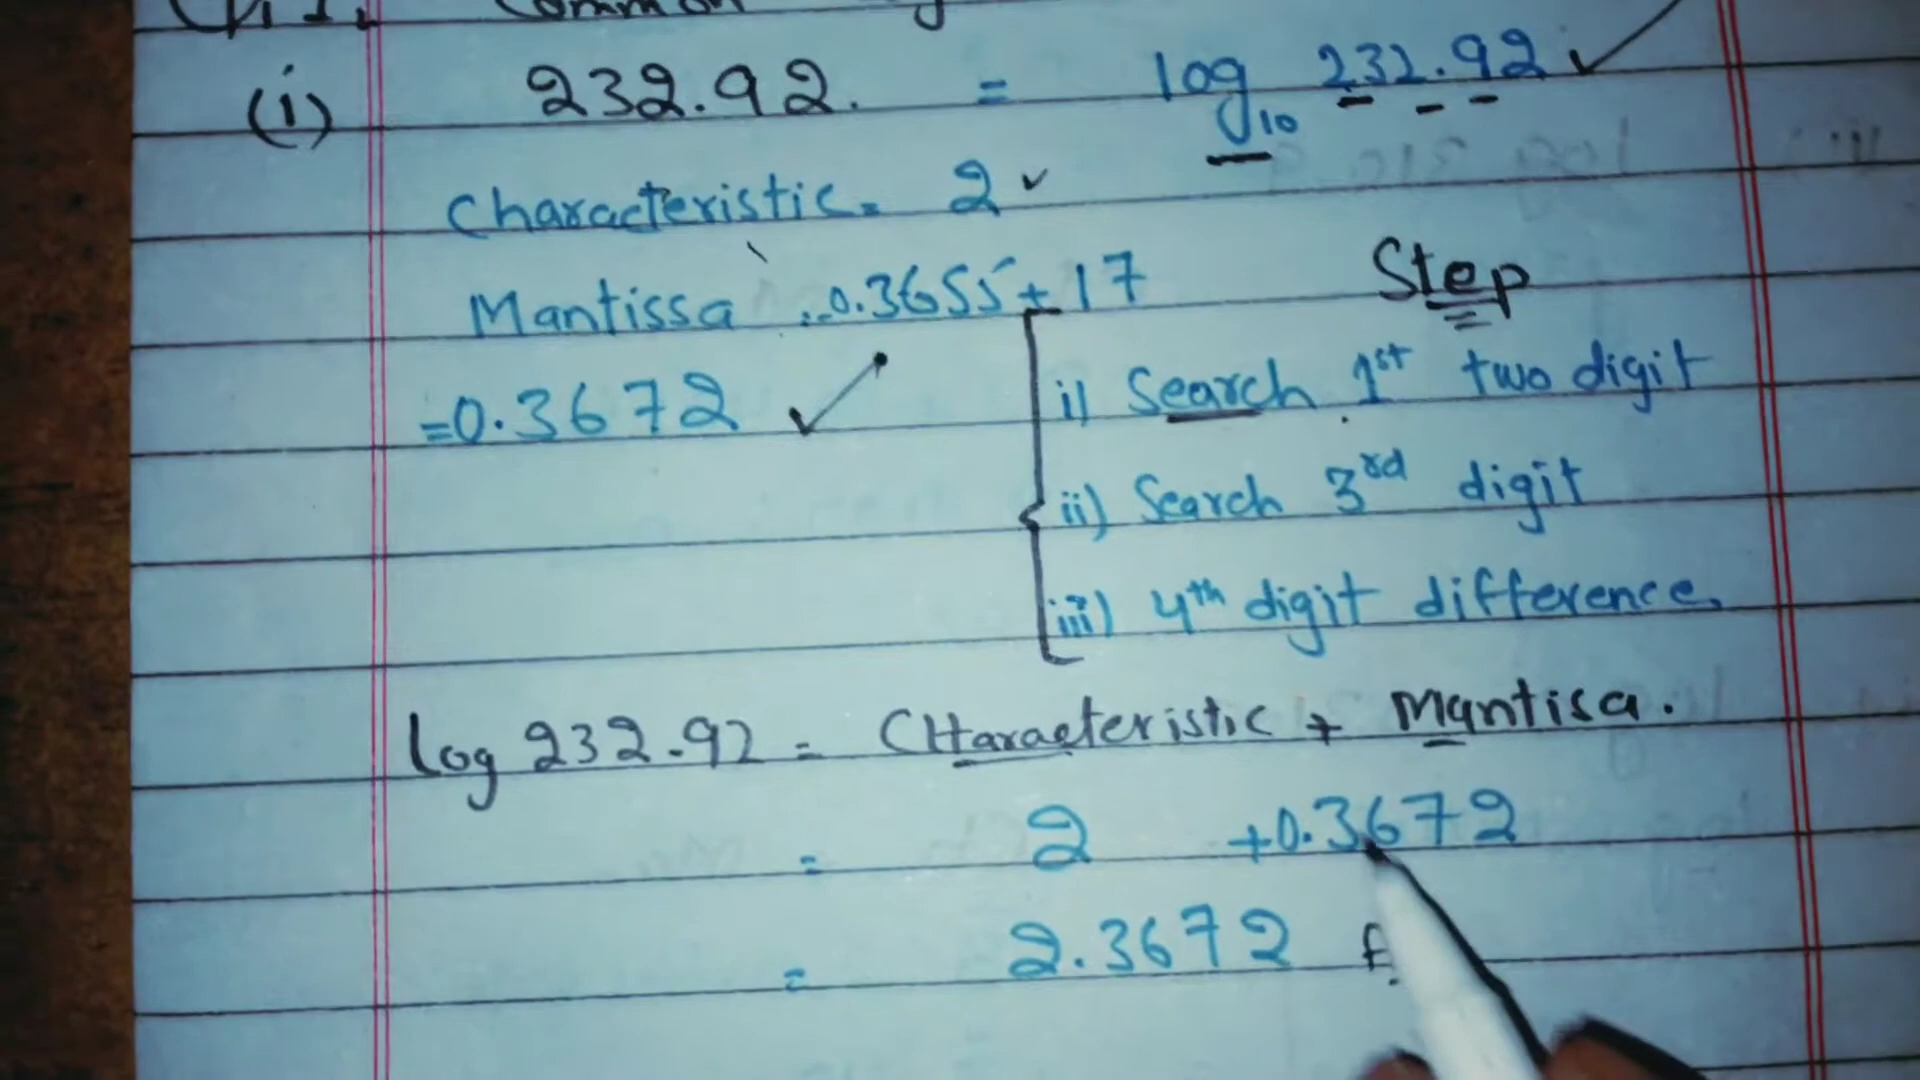 Common
(i) 232.92. = log10 232.92 ✓
Characteristic = 2 ✓
Mantissa = 0.3655 + 17
Step
= 0.3672 ✓
i) Search 1st two digit
ii) Search 3rd digit
iii) 4th digit difference.
log 232.92 = CHaracteristic + Mantisa.
= 2 + 0.3672
= 2.3672